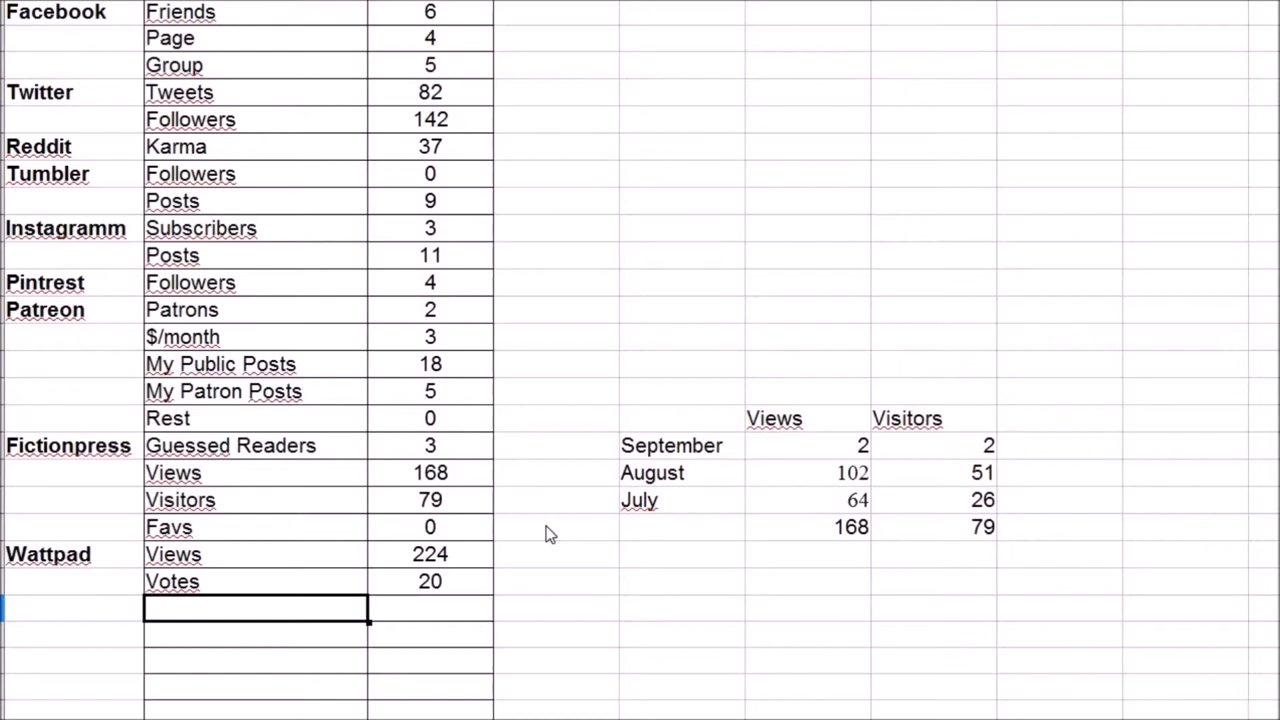 Facebook Friends 6
Page 4
Group 5
Twitter Tweets 82
Followers 142
Reddit Karma 37
Tumbler Followers 0
Posts 9
Instagramm Subscribers 3
Posts 11
Pintrest Followers 4
Patreon Patrons 2
$/month 3
My Public Posts 18
My Patron Posts 5
Rest 0 Views Visitors
Fictionpress Guessed Readers 3 September 2 2
Views 168 August 102 51
Visitors 79 July 64 26
Favs 0 168 79
Wattpad Views 224
Votes 20